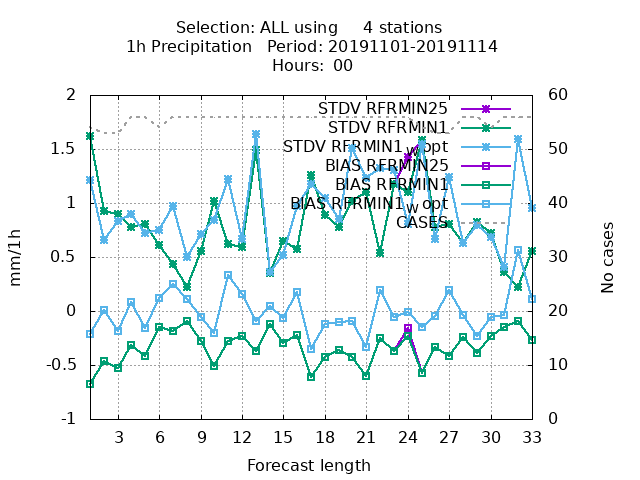 Selection: ALL using     4 stations
1h Precipitation   Period: 20191101-20191114
Hours:  00
mm/1h
No cases
2
1.5
1
0.5
0
-0.5
-1
60
50
40
30
20
10
0
STDV RFRMIN25
STDV RFRMIN1
STDV RFRMIN1_W opt
BIAS RFRMIN25
BIAS RFRMIN1
BIAS RFRMIN1_W opt
CASES
3 6 9 12 15 18 21 24 27 30 33
Forecast length